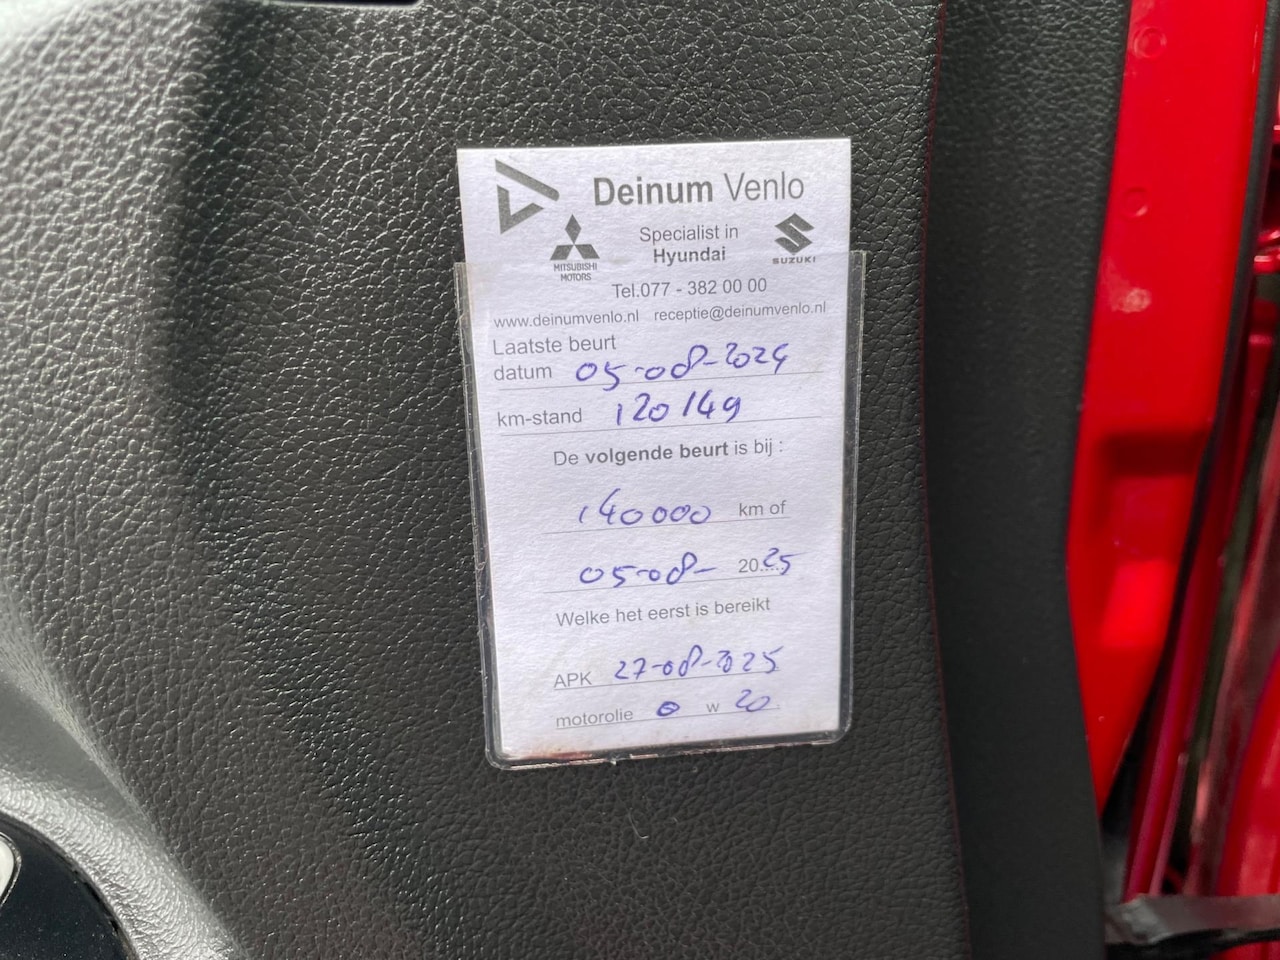 Deinum Venlo
MITSUBISHI
MOTORS
Specialist in
Hyundai
SUZUKI
Tel.077 - 382 00 00
www.deinumvenlo.nl receptie@deinumvenlo.nl
Laatste beurt
datum 05-08-2024
km-stand 120149
De volgende beurt is bij :
140000 km of
05-08- 20.25
Welke het eerst is bereikt
APK 27-08-2025
motorolie 0 w 20